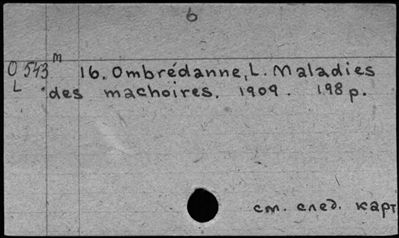 6
O 543 m 16. Ombrédanne, L. Maladies
L des machoires. 1909. 198 p.
см. след. карт